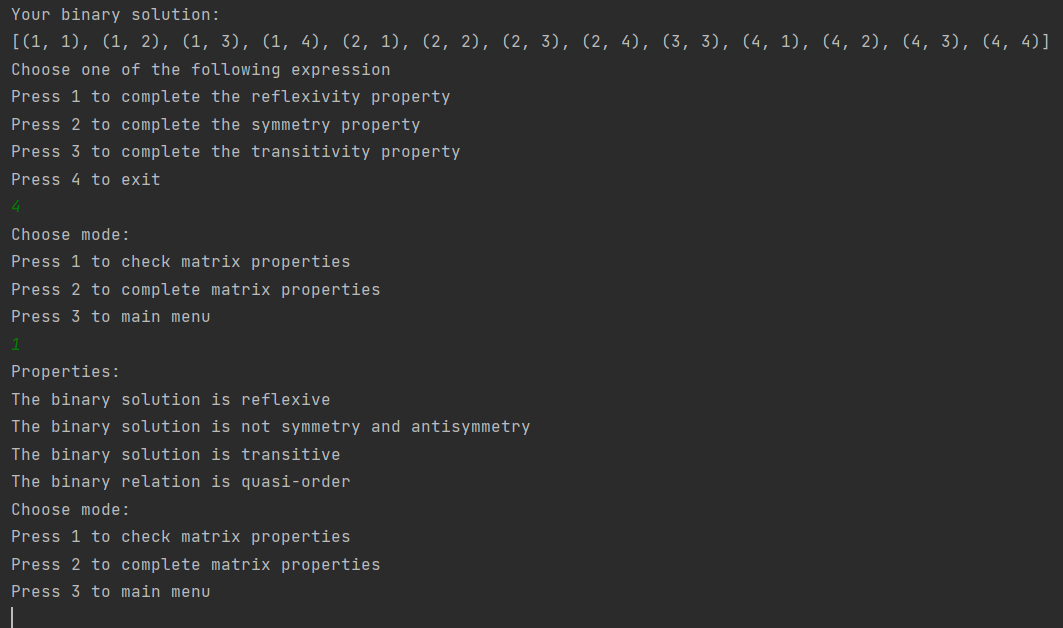 Your binary solution:
[(1, 1), (1, 2), (1, 3), (1, 4), (2, 1), (2, 2), (2, 3), (2, 4), (3, 3), (4, 1), (4, 2), (4, 3), (4, 4)]
Choose one of the following expression
Press 1 to complete the reflexivity property
Press 2 to complete the symmetry property
Press 3 to complete the transitivity property
Press 4 to exit
4
Choose mode:
Press 1 to check matrix properties
Press 2 to complete matrix properties
Press 3 to main menu
1
Properties:
The binary solution is reflexive
The binary solution is not symmetry and antisymmetry
The binary solution is transitive
The binary relation is quasi-order
Choose mode:
Press 1 to check matrix properties
Press 2 to complete matrix properties
Press 3 to main menu